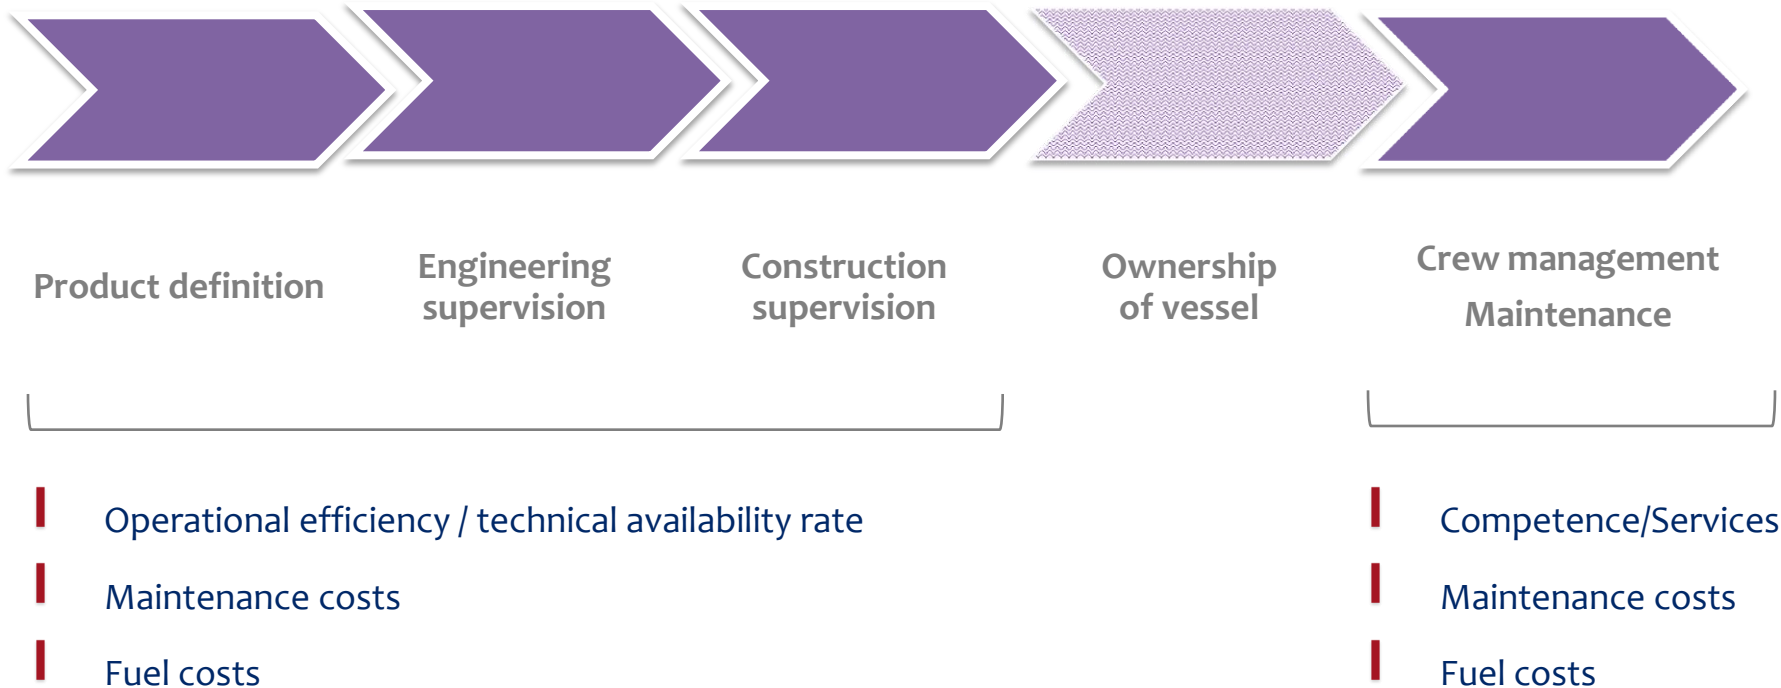 Product definition
Engineering
supervision
Construction
supervision
Ownership
of vessel
Crew management
Maintenance
Operational efficiency / technical availability rate
Maintenance costs
Fuel costs
Competence/Services
Maintenance costs
Fuel costs